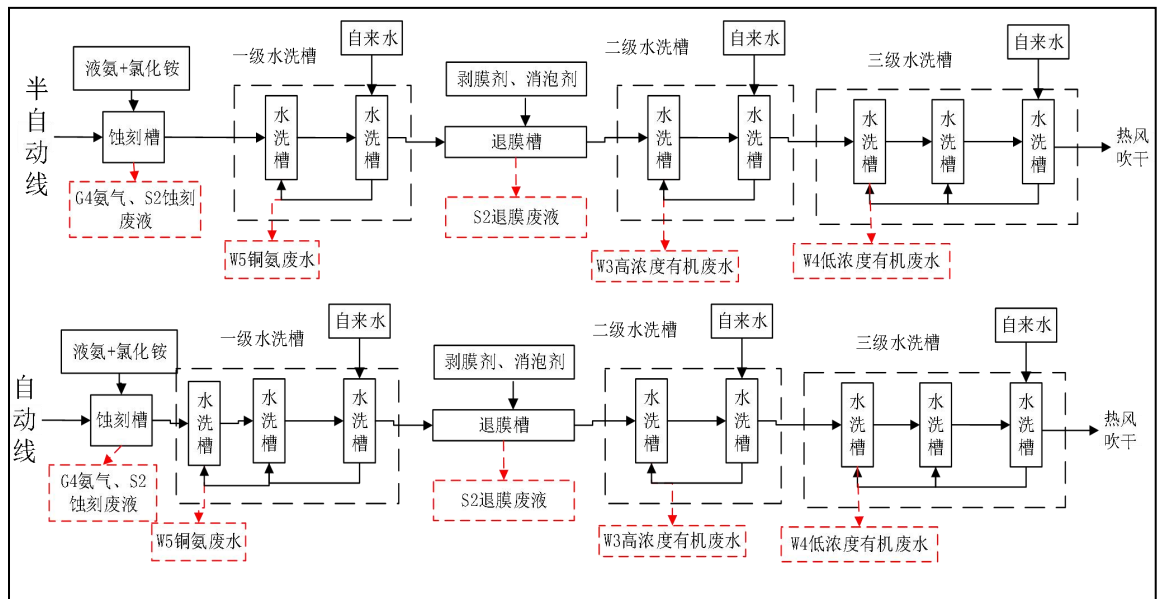 半自动线
液氨+氯化铵
蚀刻槽
G4氨气、S2蚀刻
废液
一级水洗槽
自来水
水洗槽
水洗槽
W5铜氨废水
剥膜剂、消泡剂
退膜槽
S2退膜废液
二级水洗槽
自来水
水洗槽
水洗槽
W3高浓度有机废水
三级水洗槽
自来水
水洗槽
水洗槽
水洗槽
W4低浓度有机废水
热风
吹干
自动线
液氨+氯化铵
蚀刻槽
G4氨气、S2
蚀刻废液
一级水洗槽
自来水
水洗槽
水洗槽
水洗槽
W5铜氨废水
剥膜剂、消泡剂
退膜槽
S2退膜废液
二级水洗槽
自来水
水洗槽
水洗槽
W3高浓度有机废水
三级水洗槽
自来水
水洗槽
水洗槽
水洗槽
W4低浓度有机废水
热风
吹干